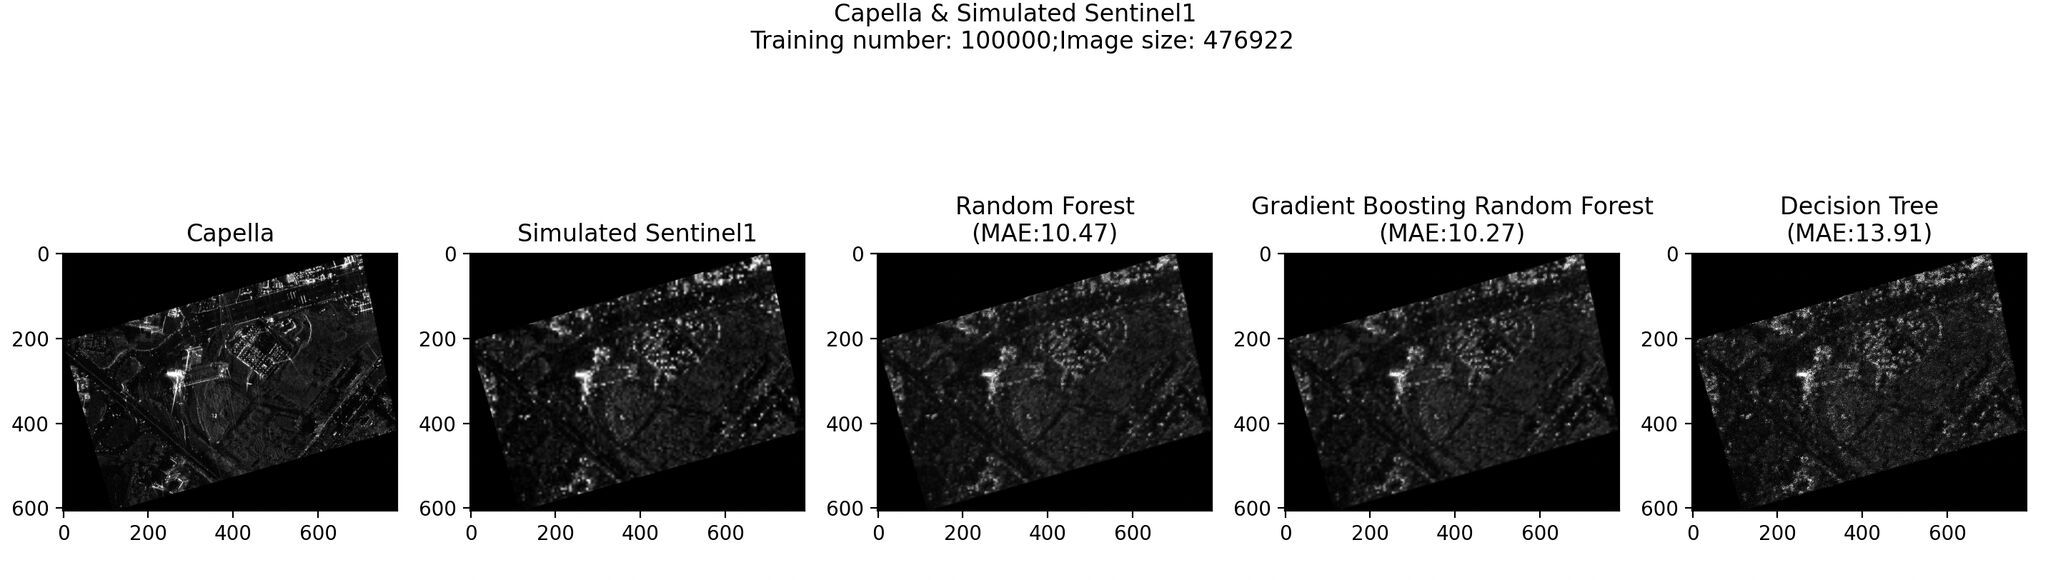 Capella & Simulated Sentinel1
Training number: 100000;Image size: 476922
Capella
Simulated Sentinel1
Random Forest
(MAE:10.47)
Gradient Boosting Random Forest
(MAE:10.27)
Decision Tree
(MAE:13.91)
0
200
400
600
0 200 400 600
0
200
400
600
0 200 400 600
0
200
400
600
0 200 400 600
0
200
400
600
0 200 400 600
0
200
400
600
0 200 400 600